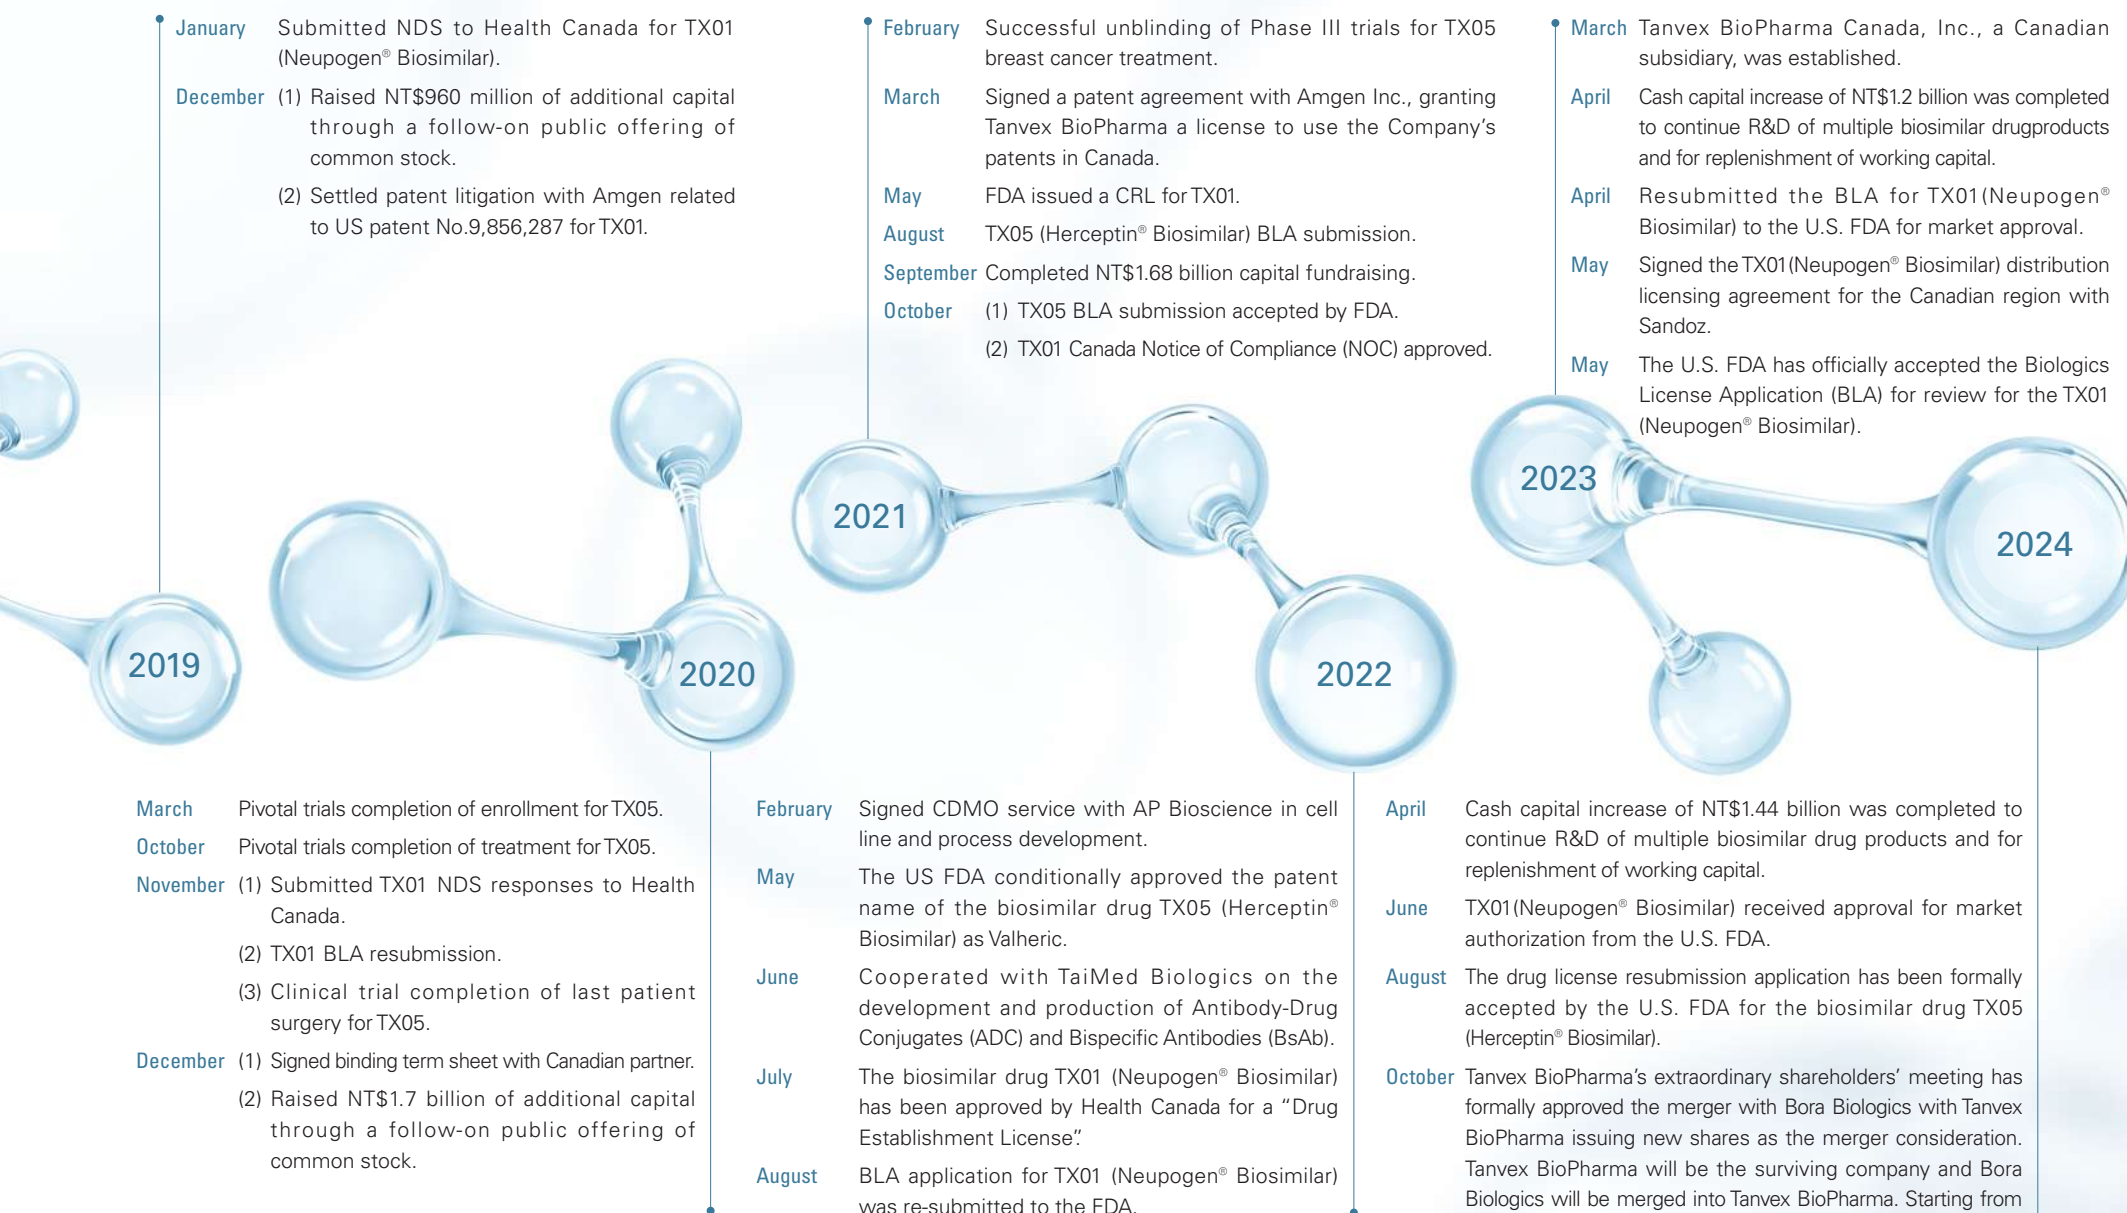 January Submitted NDS to Health Canada for TX01
(Neupogen® Biosimilar).
December (1) Raised NT$960 million of additional capital
through a follow-on public offering of
common stock.
(2) Settled patent litigation with Amgen related
to US patent No.9,856,287 for TX01.
2019
March Pivotal trials completion of enrollment for TX05.
October Pivotal trials completion of treatment for TX05.
November (1) Submitted TX01 NDS responses to Health
Canada.
(2) TX01 BLA resubmission.
(3) Clinical trial completion of last patient
surgery for TX05.
December (1) Signed binding term sheet with Canadian partner.
(2) Raised NT$1.7 billion of additional capital
through a follow-on public offering of
common stock.
2020
February Successful unblinding of Phase III trials for TX05
breast cancer treatment.
March Signed a patent agreement with Amgen Inc., granting
Tanvex BioPharma a license to use the Company's
patents in Canada.
May FDA issued a CRL for TX01.
August TX05 (Herceptin® Biosimilar) BLA submission.
September Completed NT$1.68 billion capital fundraising.
October (1) TX05 BLA submission accepted by FDA.
(2) TX01 Canada Notice of Compliance (NOC) approved.
2021
February Signed CDMO service with AP Bioscience in cell
line and process development.
May The US FDA conditionally approved the patent
name of the biosimilar drug TX05 (Herceptin®
Biosimilar) as Valheric.
June Cooperated with TaiMed Biologics on the
development and production of Antibody-Drug
Conjugates (ADC) and Bispecific Antibodies (BsAb).
July The biosimilar drug TX01 (Neupogen® Biosimilar)
has been approved by Health Canada for a “Drug
Establishment License”.
August BLA application for TX01 (Neupogen® Biosimilar)
was re-submitted to the FDA.
2022
March Tanvex BioPharma Canada, Inc., a Canadian
subsidiary, was established.
April Cash capital increase of NT$1.2 billion was completed
to continue R&D of multiple biosimilar drugproducts
and for replenishment of working capital.
April Resubmitted the BLA for TX01(Neupogen®
Biosimilar) to the U.S. FDA for market approval.
May Signed the TX01(Neupogen® Biosimilar) distribution
licensing agreement for the Canadian region with
Sandoz.
May The U.S. FDA has officially accepted the Biologics
License Application (BLA) for review for the TX01
(Neupogen® Biosimilar).
2023
2024
April Cash capital increase of NT$1.44 billion was completed to
continue R&D of multiple biosimilar drug products and for
replenishment of working capital.
June TX01(Neupogen® Biosimilar) received approval for market
authorization from the U.S. FDA.
August The drug license resubmission application has been formally
accepted by the U.S. FDA for the biosimilar drug TX05
(Herceptin® Biosimilar).
October Tanvex BioPharma's extraordinary shareholders' meeting has
formally approved the merger with Bora Biologics with Tanvex
BioPharma issuing new shares as the merger consideration.
Tanvex BioPharma will be the surviving company and Bora
Biologics will be merged into Tanvex BioPharma. Starting from